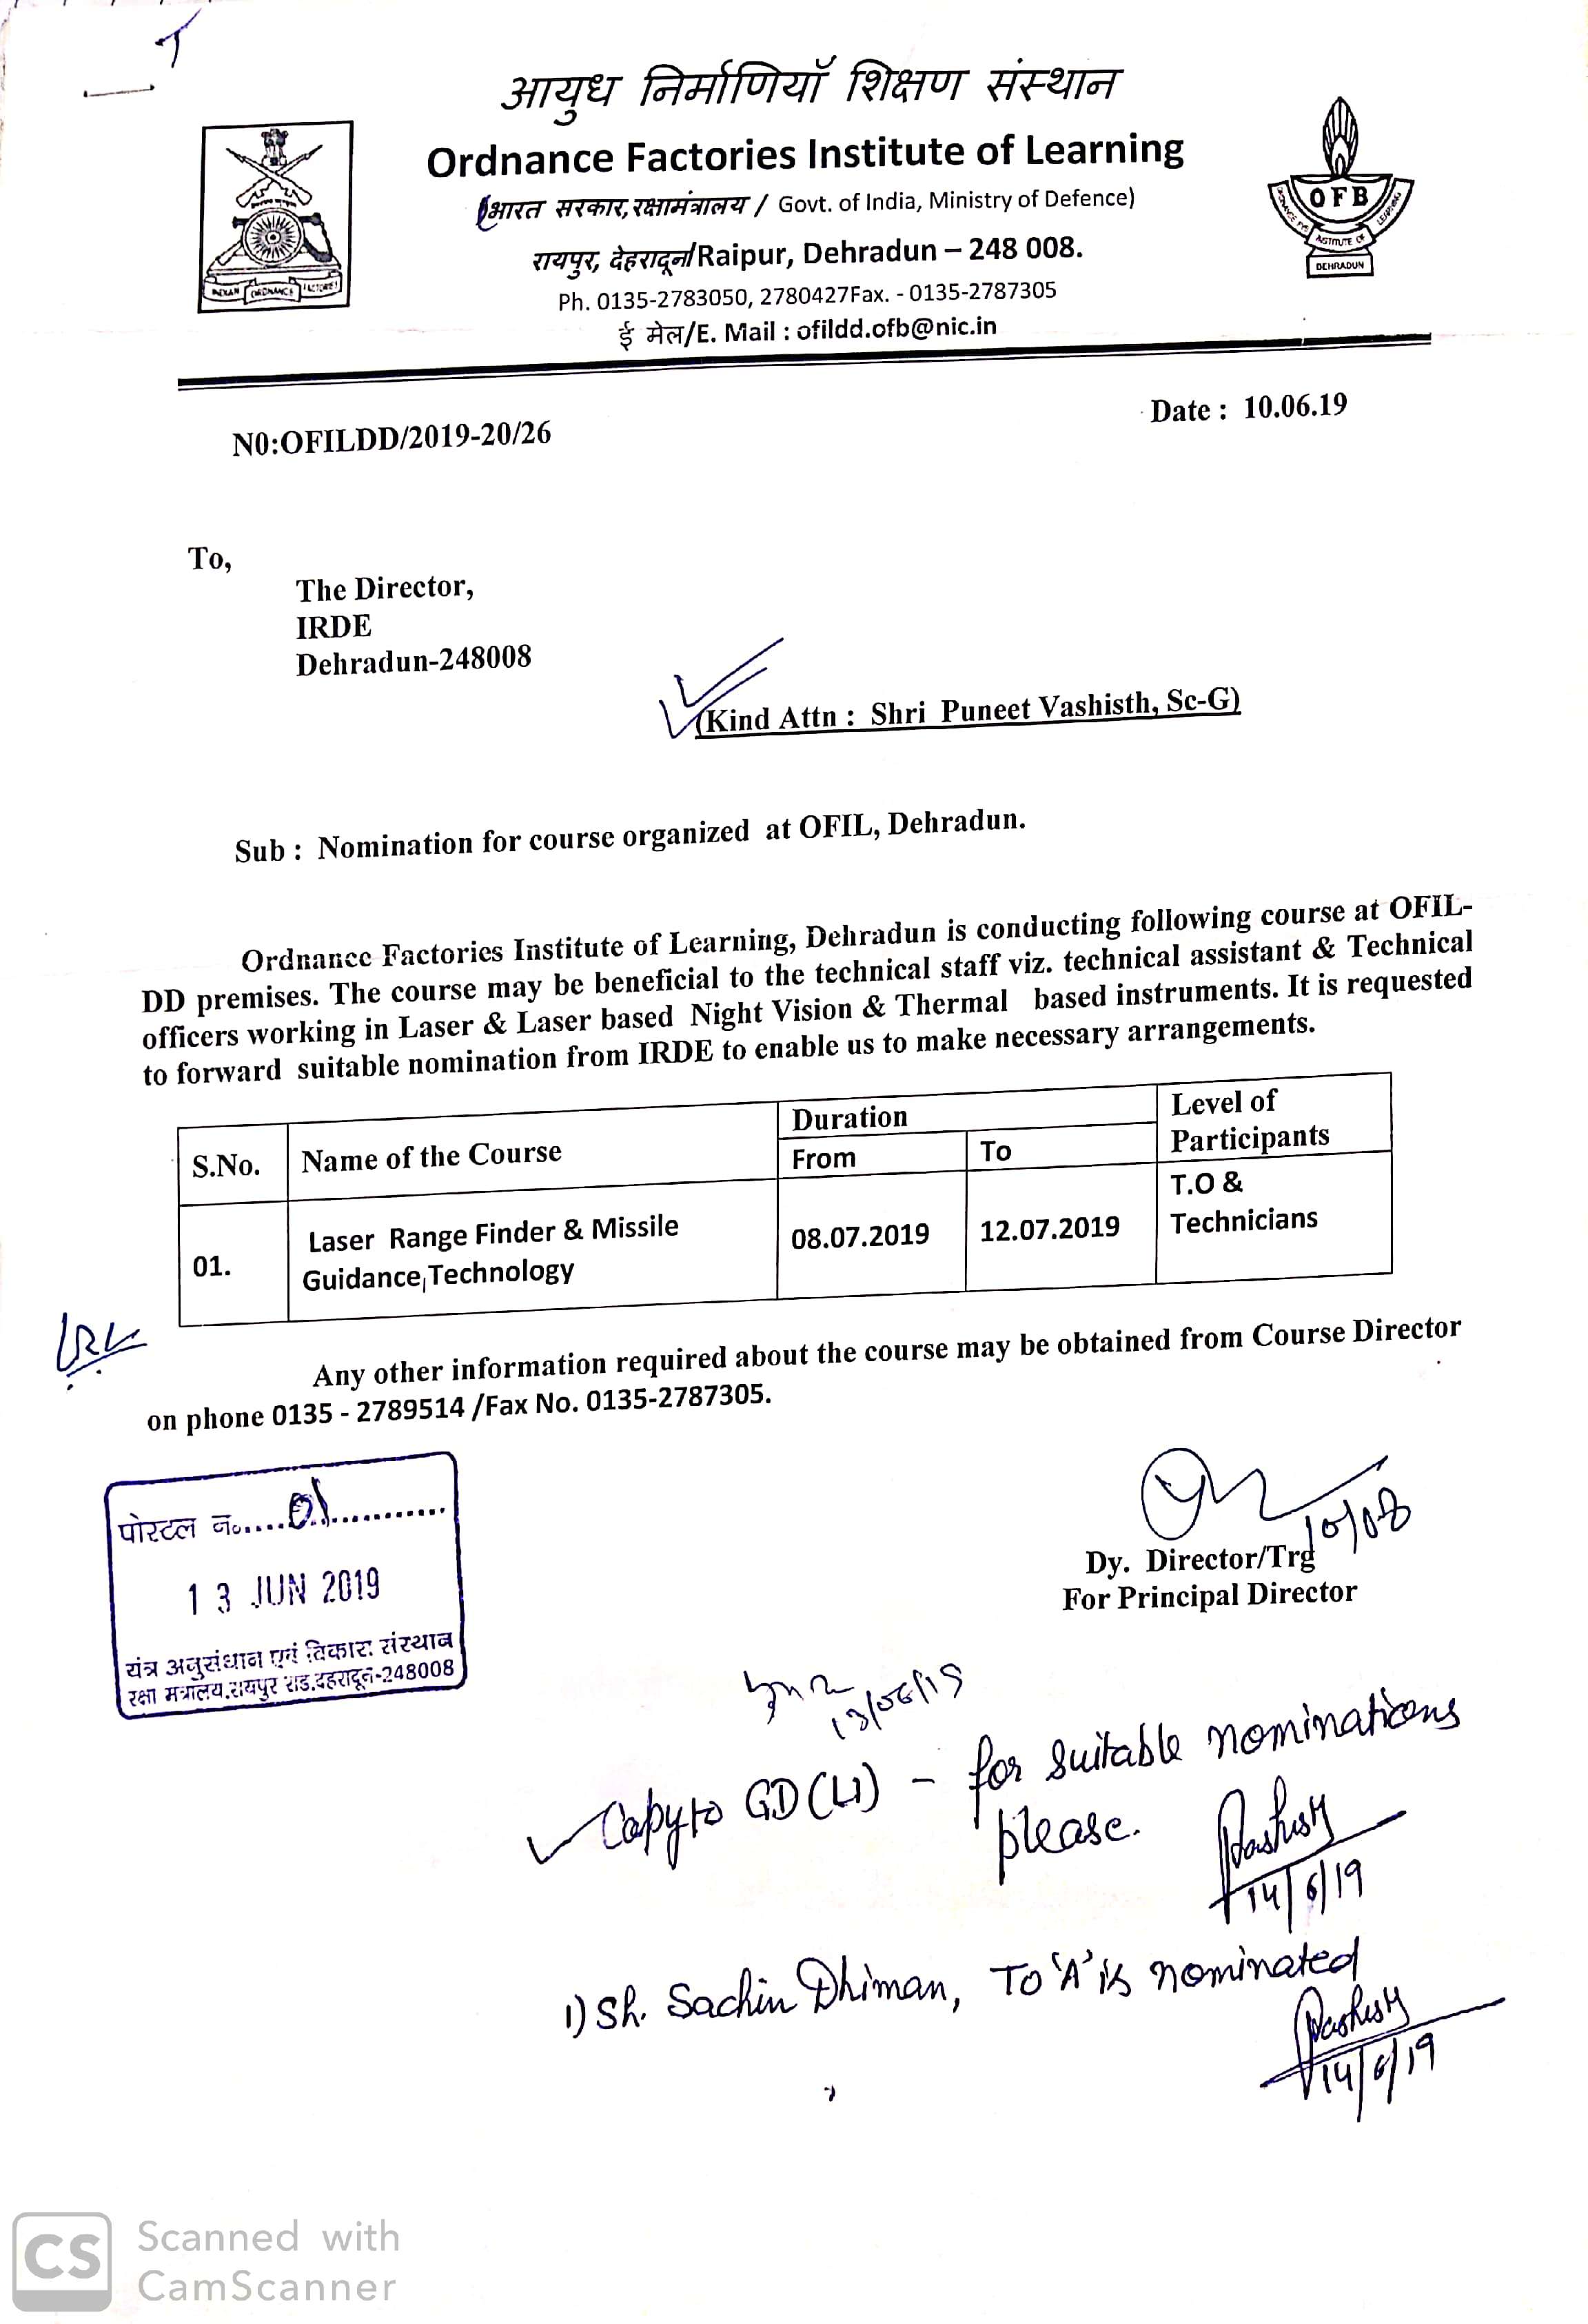 आयुध निर्माणियाँ शिक्षण संस्थान
Ordnance Factories Institute of Learning
(भारत सरकार, रक्षामंत्रालय / Govt. of India, Ministry of Defence)
रायपुर, देहरादून/Raipur, Dehradun – 248 008.
Ph. 0135-2783050, 2780427Fax. - 0135-2787305
ई मेल/E. Mail : ofildd.ofb@nic.in
INDIAN ORDNANCE FACTORIES
OFB
INSTITUTE OF LEARNING
DEHRADUN
N0:OFILDD/2019-20/26
Date : 10.06.19
To,
The Director,
IRDE
Dehradun-248008
(Kind Attn : Shri Puneet Vashisth, Sc-G)
Sub : Nomination for course organized at OFIL, Dehradun.
Ordnance Factories Institute of Learning, Dehradun is conducting following course at OFIL-
DD premises. The course may be beneficial to the technical staff viz. technical assistant & Technical
officers working in Laser & Laser based Night Vision & Thermal based instruments. It is requested
to forward suitable nomination from IRDE to enable us to make necessary arrangements.
S.No. Name of the Course Duration Level of
Participants
From To
01. Laser Range Finder & Missile
Guidance Technology 08.07.2019 12.07.2019 T.O &
Technicians
Any other information required about the course may be obtained from Course Director
on phone 0135 - 2789514 /Fax No. 0135-2787305.
पोस्टल नं.....01...........
13 JUN 2019
यंत्र अनुसंधान एवं विकास संस्थान
रक्षा मंत्रालय, रायपुर रोड, देहरादून-248008
Dy. Director/Trg
For Principal Director
13/06/19
Copy to GD(LI) - for suitable nominations
please.
14/6/19
1) Sh. Sachin Dhiman, TO 'A' is nominated
14/6/19
CS Scanned with
CamScanner